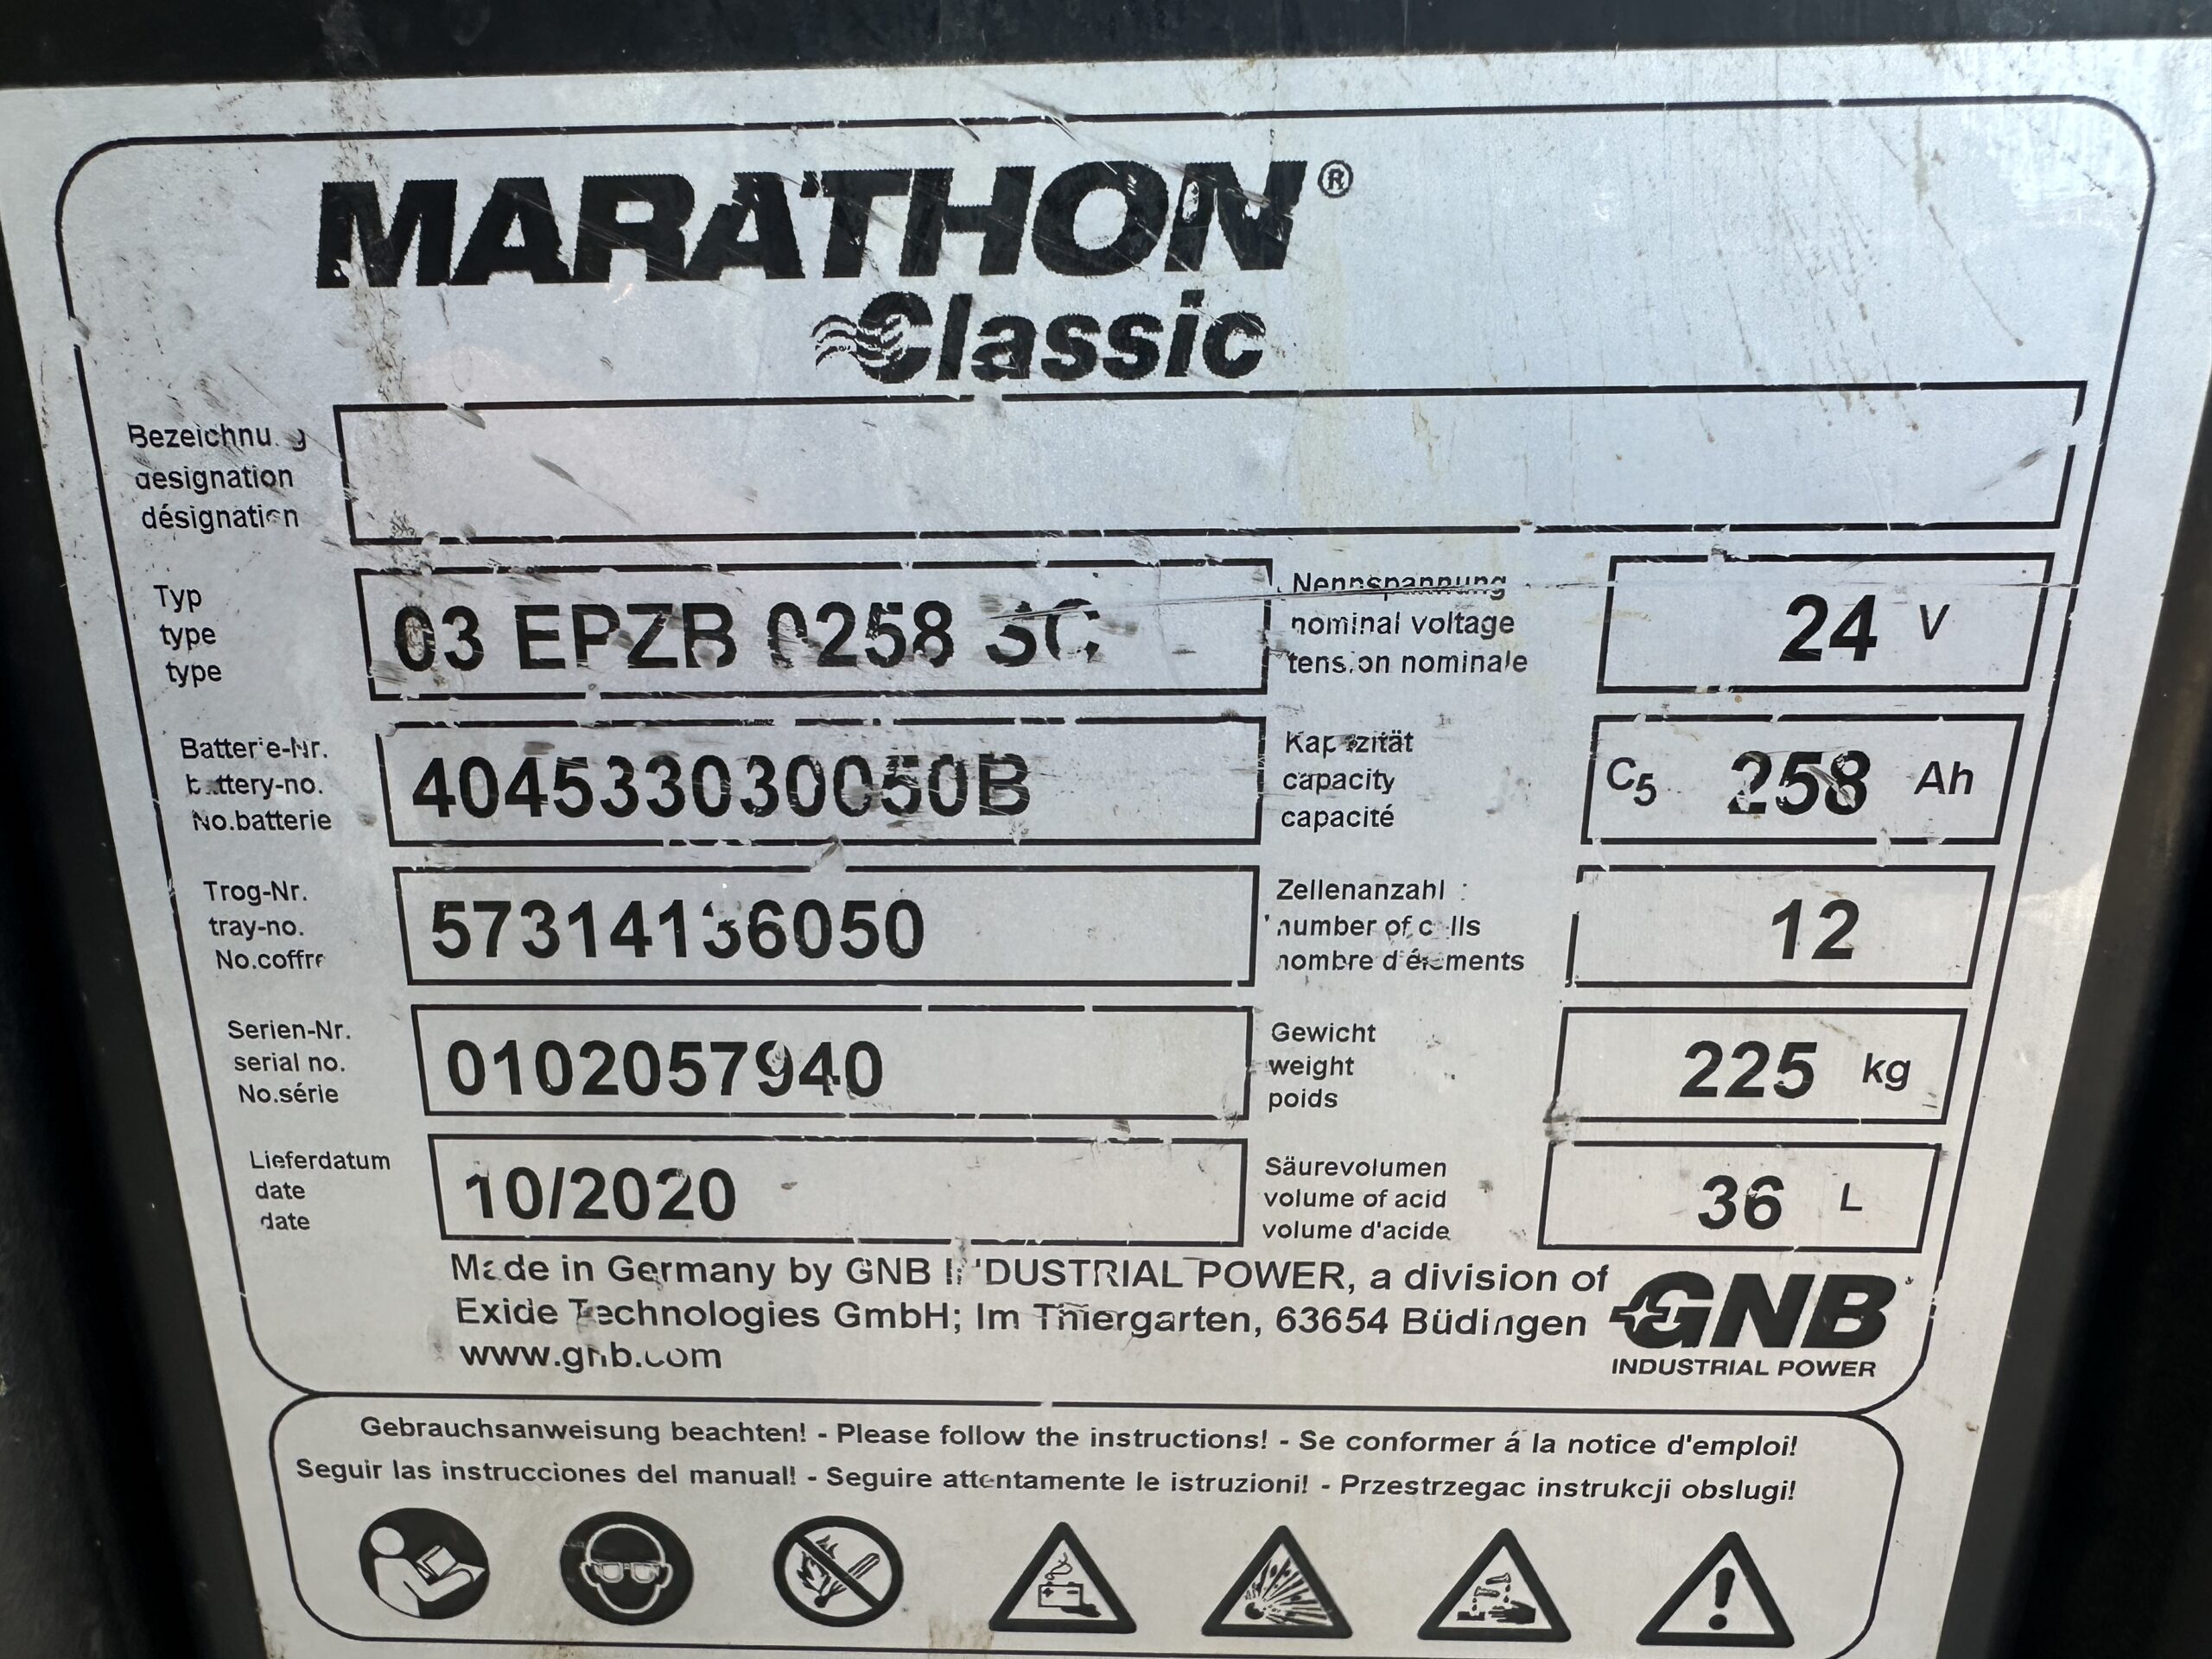 MARATHON®
Classic
Bezeichnung
designation
désignation
Typ
type
type
03 EPZB 0258 SC
Nennspannung
nominal voltage
tension nominale
24 V
Batterie-Nr.
battery-no.
No.batterie
404533030050B
Kapazität
capacity
capacité
C5 258 Ah
Trog-Nr.
tray-no.
No.coffre
57314136050
Zellenanzahl
number of cells
nombre d'éléments
12
Serien-Nr.
serial no.
No.série
0102057940
Gewicht
weight
poids
225 kg
Lieferdatum
date
date
10/2020
Säurevolumen
volume of acid
volume d'acide
36 L
Made in Germany by GNB INDUSTRIAL POWER, a division of
Exide Technologies GmbH; Im Thiergarten, 63654 Büdingen
www.gnb.com
GNB
INDUSTRIAL POWER
Gebrauchsanweisung beachten! - Please follow the instructions! - Se conformer á la notice d'emploi!
Seguir las instrucciones del manual! - Seguire attentamente le istruzioni! - Przestrzegac instrukcji obslugi!